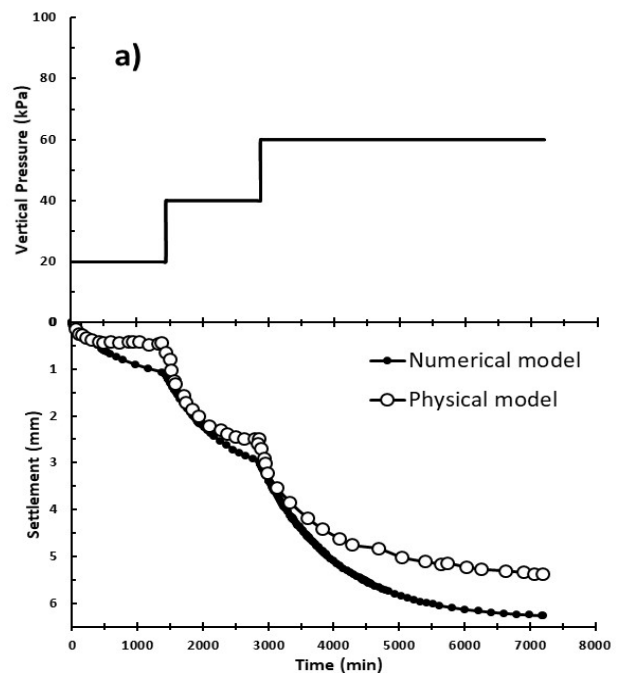 a)
Vertical Pressure (kPa)
100
80
60
40
20
0
Numerical model
Physical model
Settlement (mm)
1
2
3
4
5
6
0 1000 2000 3000 4000 5000 6000 7000 8000
Time (min)